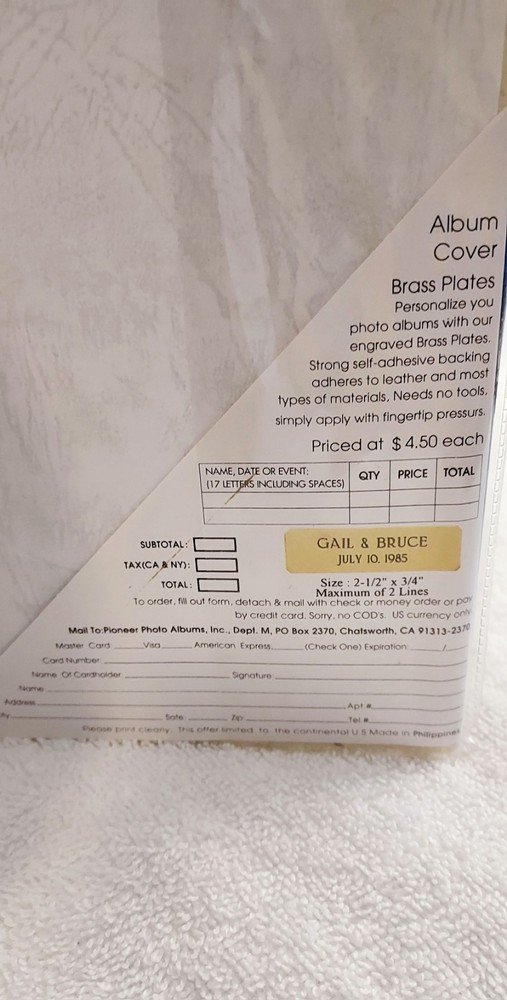 Album
Cover
Brass Plates
Personalize you
photo albums with our
engraved Brass Plates.
Strong self-adhesive backing
adheres to leather and most
types of materials. Needs no tools,
simply apply with fingertip pressurs.
Priced at $4.50 each
NAME, DATE OR EVENT: QTY PRICE TOTAL
(17 LETTERS INCLUDING SPACES)
SUBTOTAL:
TAX(CA & NY):
TOTAL:
GAIL & BRUCE
JULY 10, 1985
Size : 2-1/2" x 3/4"
Maximum of 2 Lines
To order, fill out form, detach & mail with check or money order or pay
by credit card. Sorry, no COD's. US currency only
Mail To:Pioneer Photo Albums, Inc., Dept. M, PO Box 2370, Chatsworth, CA 91313-2370
Master Card Visa American Express (Check One) Expiration /
Card Number
Name Of Cardholder Signature
Name
Address Apt #
Sate Zip Tel #
Please print clearly. This offer limited to the continental U.S Made in Philippines